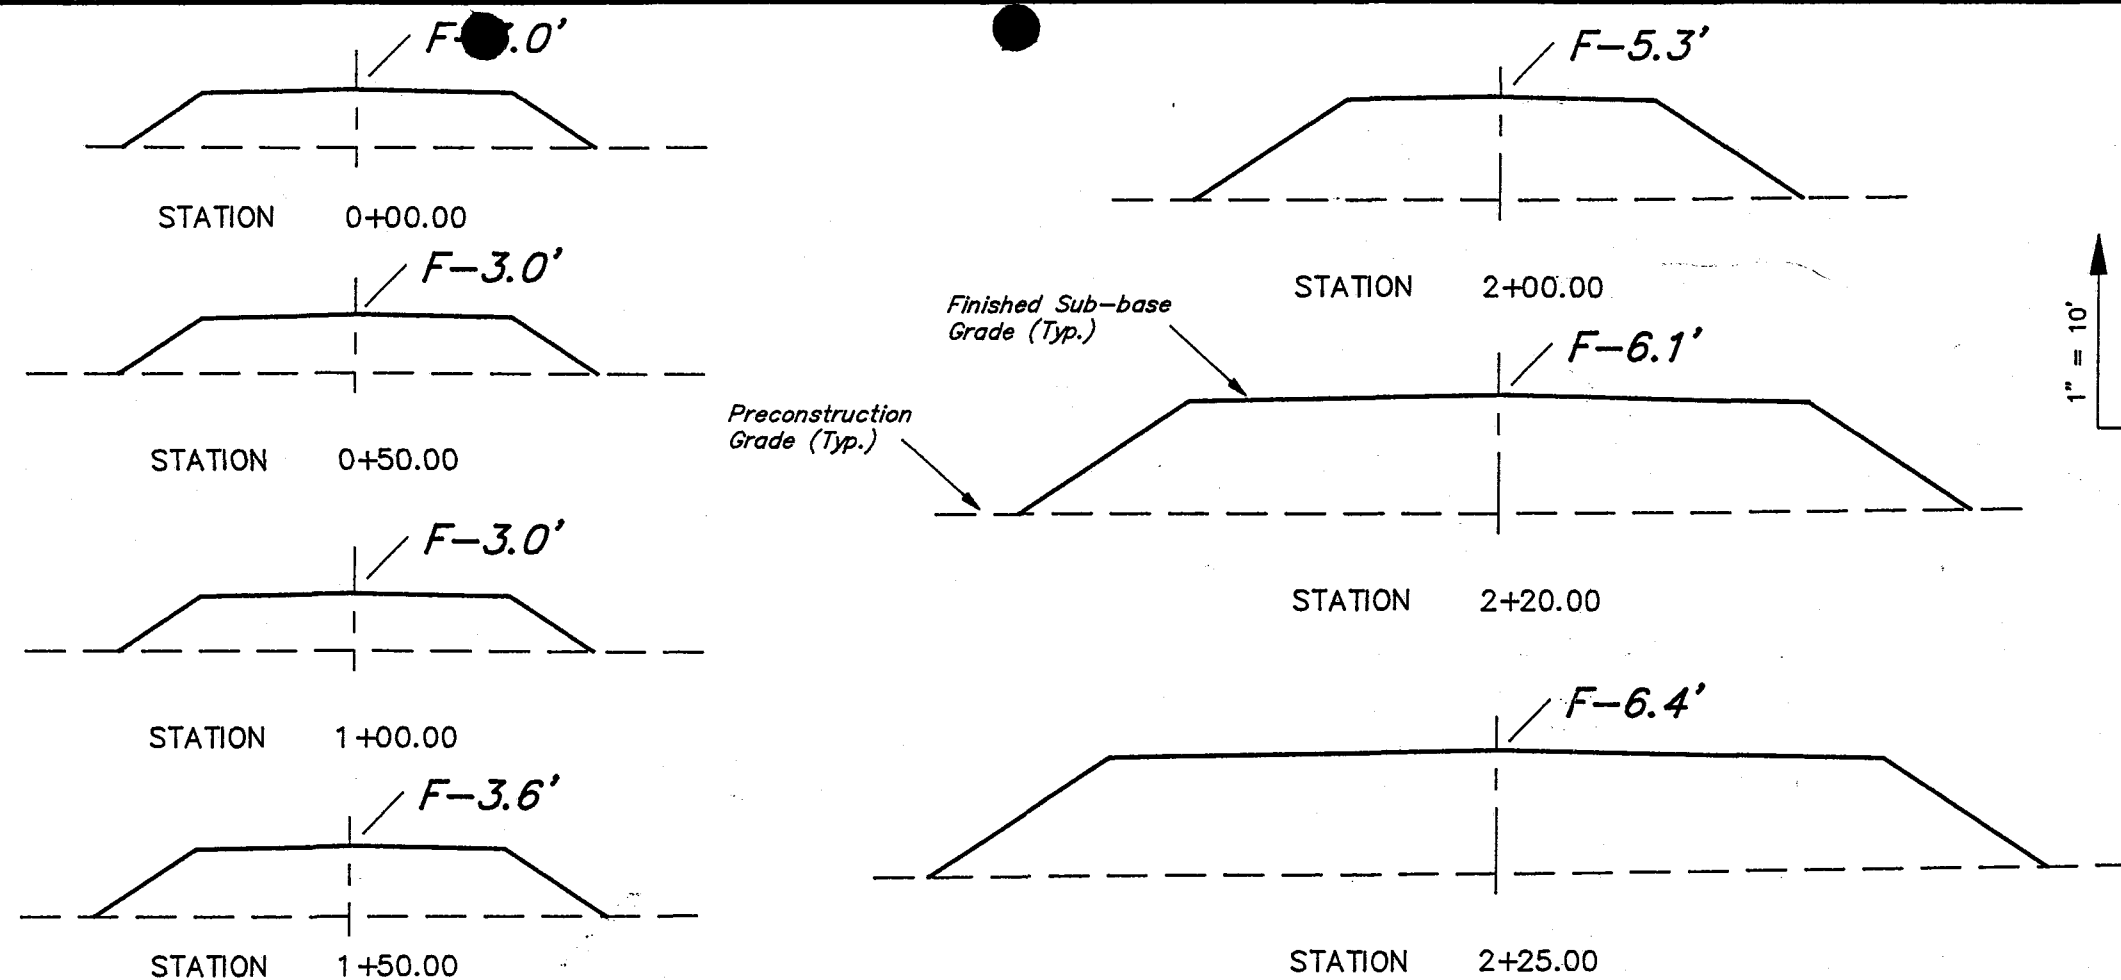 STATION 0+00.00
F-3.0'
STATION 0+50.00
F-3.0'
STATION 1+00.00
F-3.6'
STATION 1+50.00
F-5.3'
STATION 2+00.00
Finished Sub-base
Grade (Typ.)
F-6.1'
Preconstruction
Grade (Typ.)
STATION 2+20.00
F-6.4'
STATION 2+25.00
1" = 10'